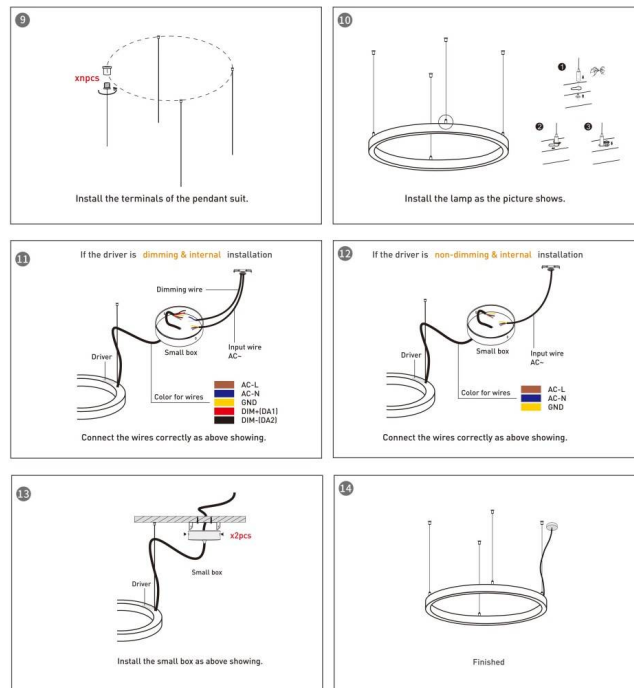 9
xnpcs
Install the terminals of the pendant suit.
10
1
2
3
Install the lamp as the picture shows.
11
If the driver is dimming & internal installation
Dimming wire
Small box
Input wire
AC~
Driver
Color for wires
AC-L
AC-N
GND
DIM+(DA1)
DIM-(DA2)
Connect the wires correctly as above showing.
12
If the driver is non-dimming & internal installation
Small box
Input wire
AC~
Driver
Color for wires
AC-L
AC-N
GND
Connect the wires correctly as above showing.
13
x2pcs
Small box
Driver
Install the small box as above showing.
14
Finished